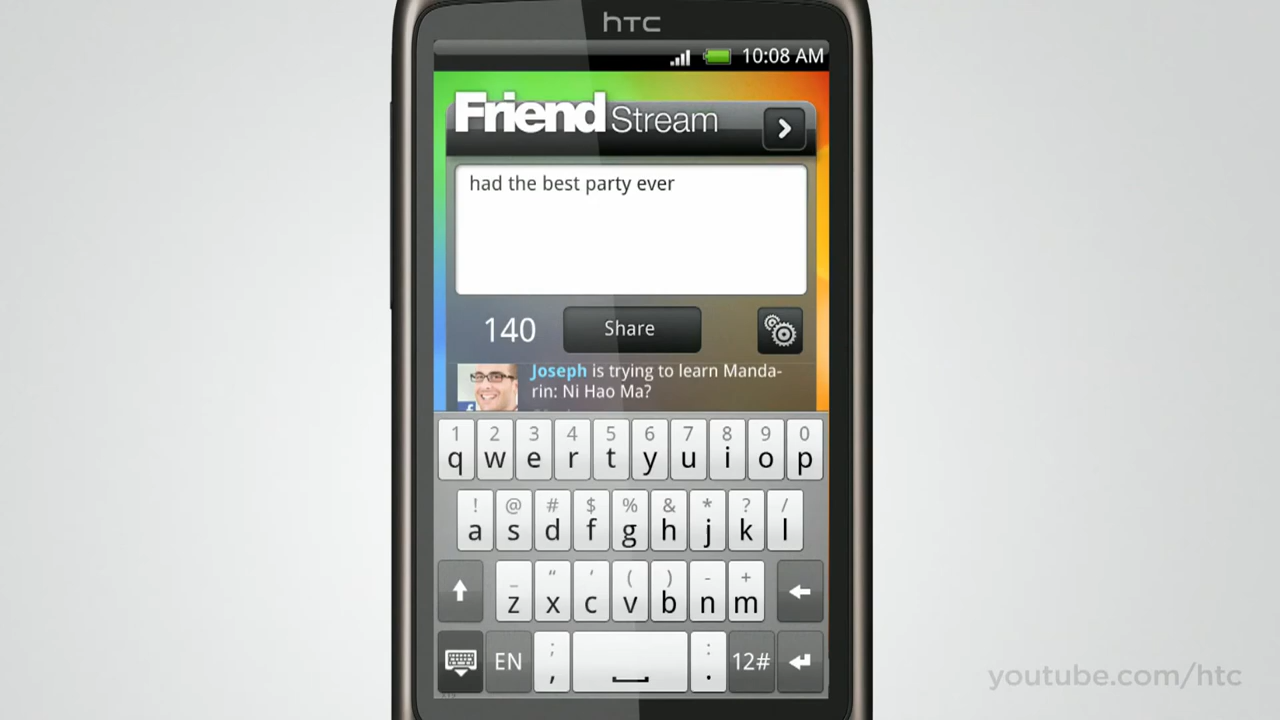 hTC
10:08 AM
Friend Stream
had the best party ever
140 Share
Joseph is trying to learn Manda-
rin: Ni Hao Ma?
1 2 3 4 5 6 7 8 9 0
q w e r t y u i o p
! @ # $ % & * ? /
a s d f g h j k l
_ “ ‘ ( ) - +
z x c v b n m
; :
EN , . 12#
youtube.com/htc